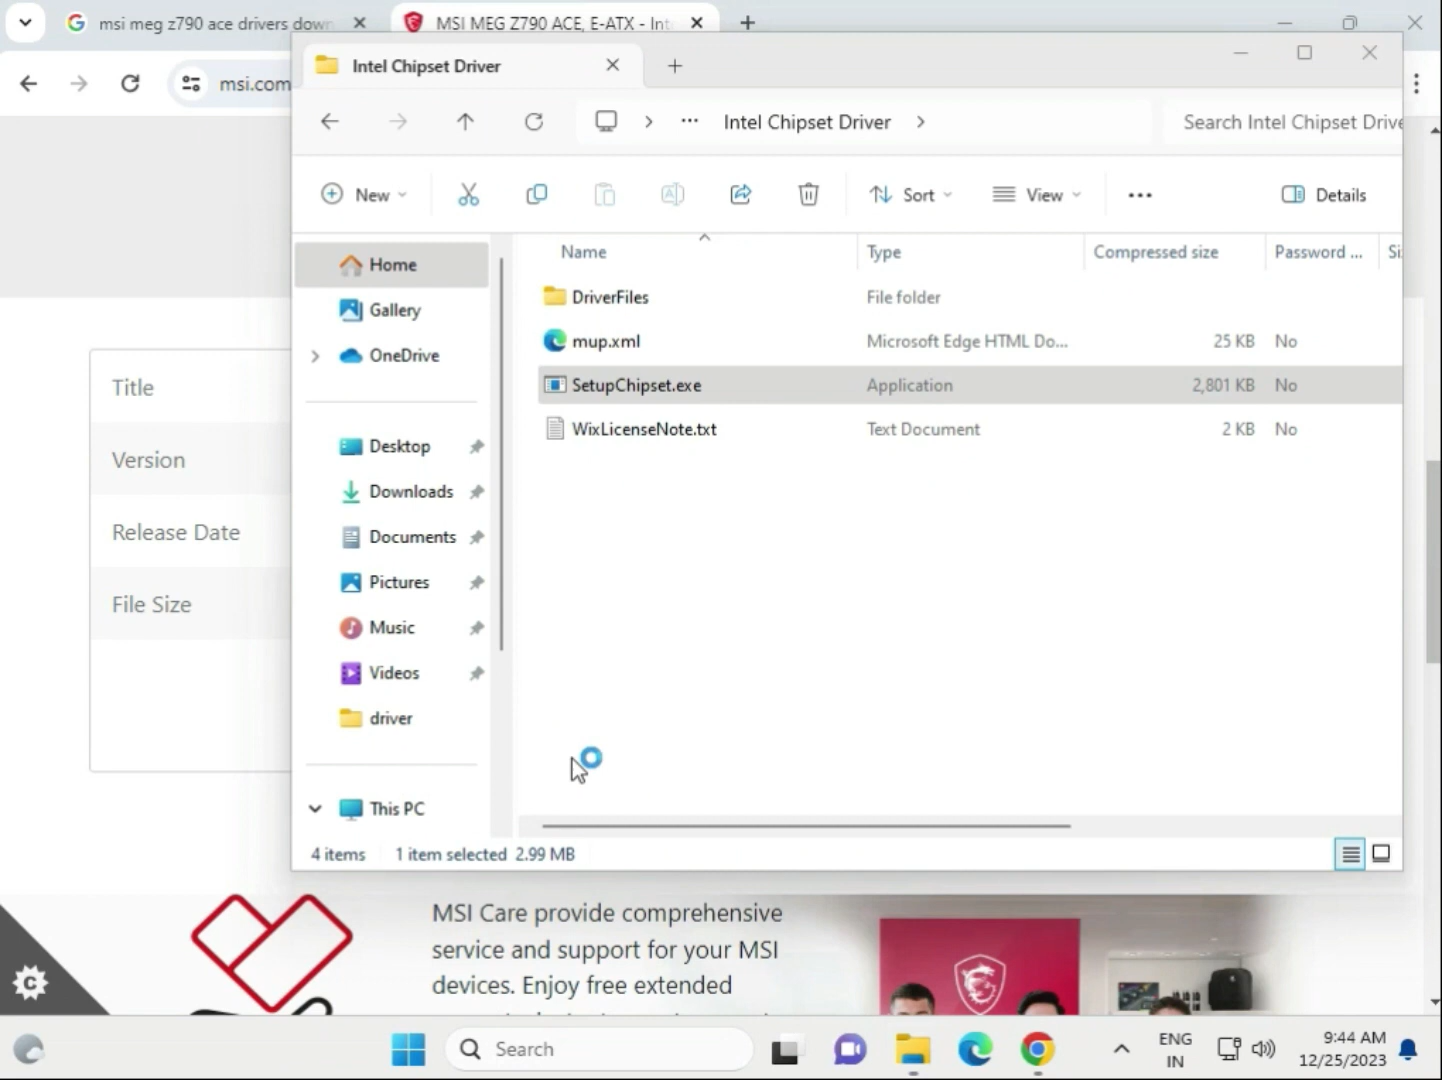 msi meg z790 ace drivers down
MSI MEG Z790 ACE, E-ATX - Int
msi.com
Intel Chipset Driver
Intel Chipset Driver
Search Intel Chipset Drive
New
Sort
View
Details
Name
Type
Compressed size
Password ...
Si
Home
Gallery
OneDrive
Desktop
Downloads
Documents
Pictures
Music
Videos
driver
This PC
DriverFiles
File folder
mup.xml
Microsoft Edge HTML Do...
25 KB
No
SetupChipset.exe
Application
2,801 KB
No
WixLicenseNote.txt
Text Document
2 KB
No
4 items
1 item selected 2.99 MB
Title
Version
Release Date
File Size
MSI Care provide comprehensive
service and support for your MSI
devices. Enjoy free extended
Search
ENG
IN
9:44 AM
12/25/2023